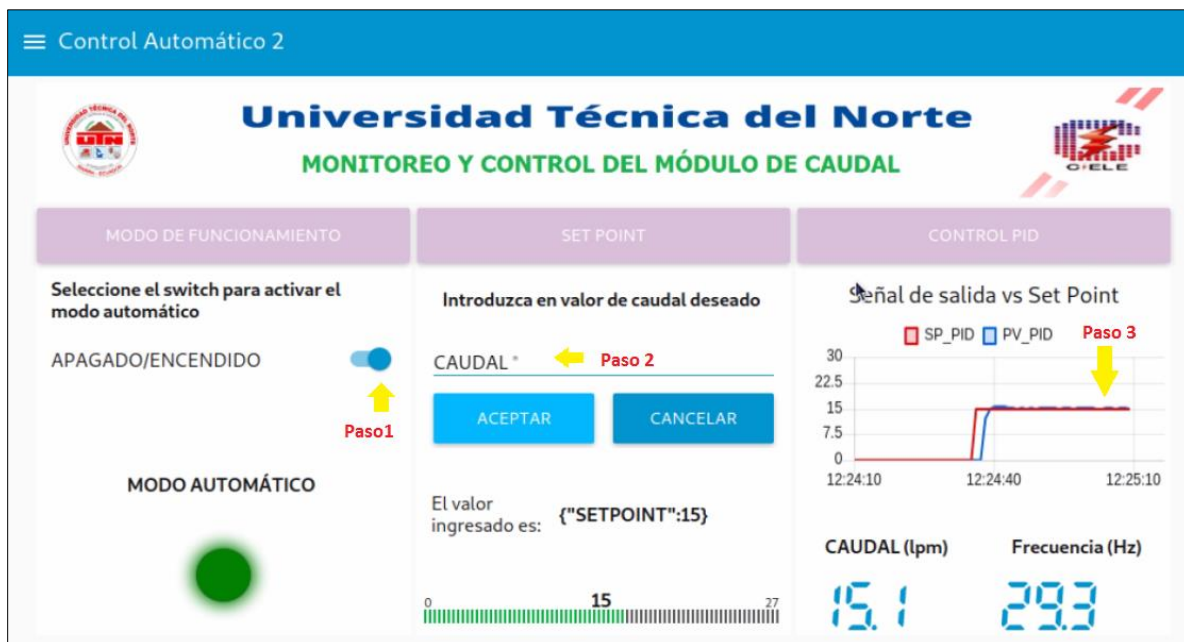 Control Automático 2
Universidad Técnica del Norte
MONITOREO Y CONTROL DEL MÓDULO DE CAUDAL
UTN
CIELE
MODO DE FUNCIONAMIENTO
Seleccione el switch para activar el
modo automático
APAGADO/ENCENDIDO
Paso1
MODO AUTOMÁTICO
SET POINT
Introduzca en valor de caudal deseado
CAUDAL *
Paso 2
ACEPTAR
CANCELAR
El valor
ingresado es:
{"SETPOINT":15}
0
15
27
CONTROL PID
Señal de salida vs Set Point
SP_PID PV_PID
Paso 3
30
22.5
15
7.5
0
12:24:10 12:24:40 12:25:10
CAUDAL (lpm) Frecuencia (Hz)
15.1 29.3